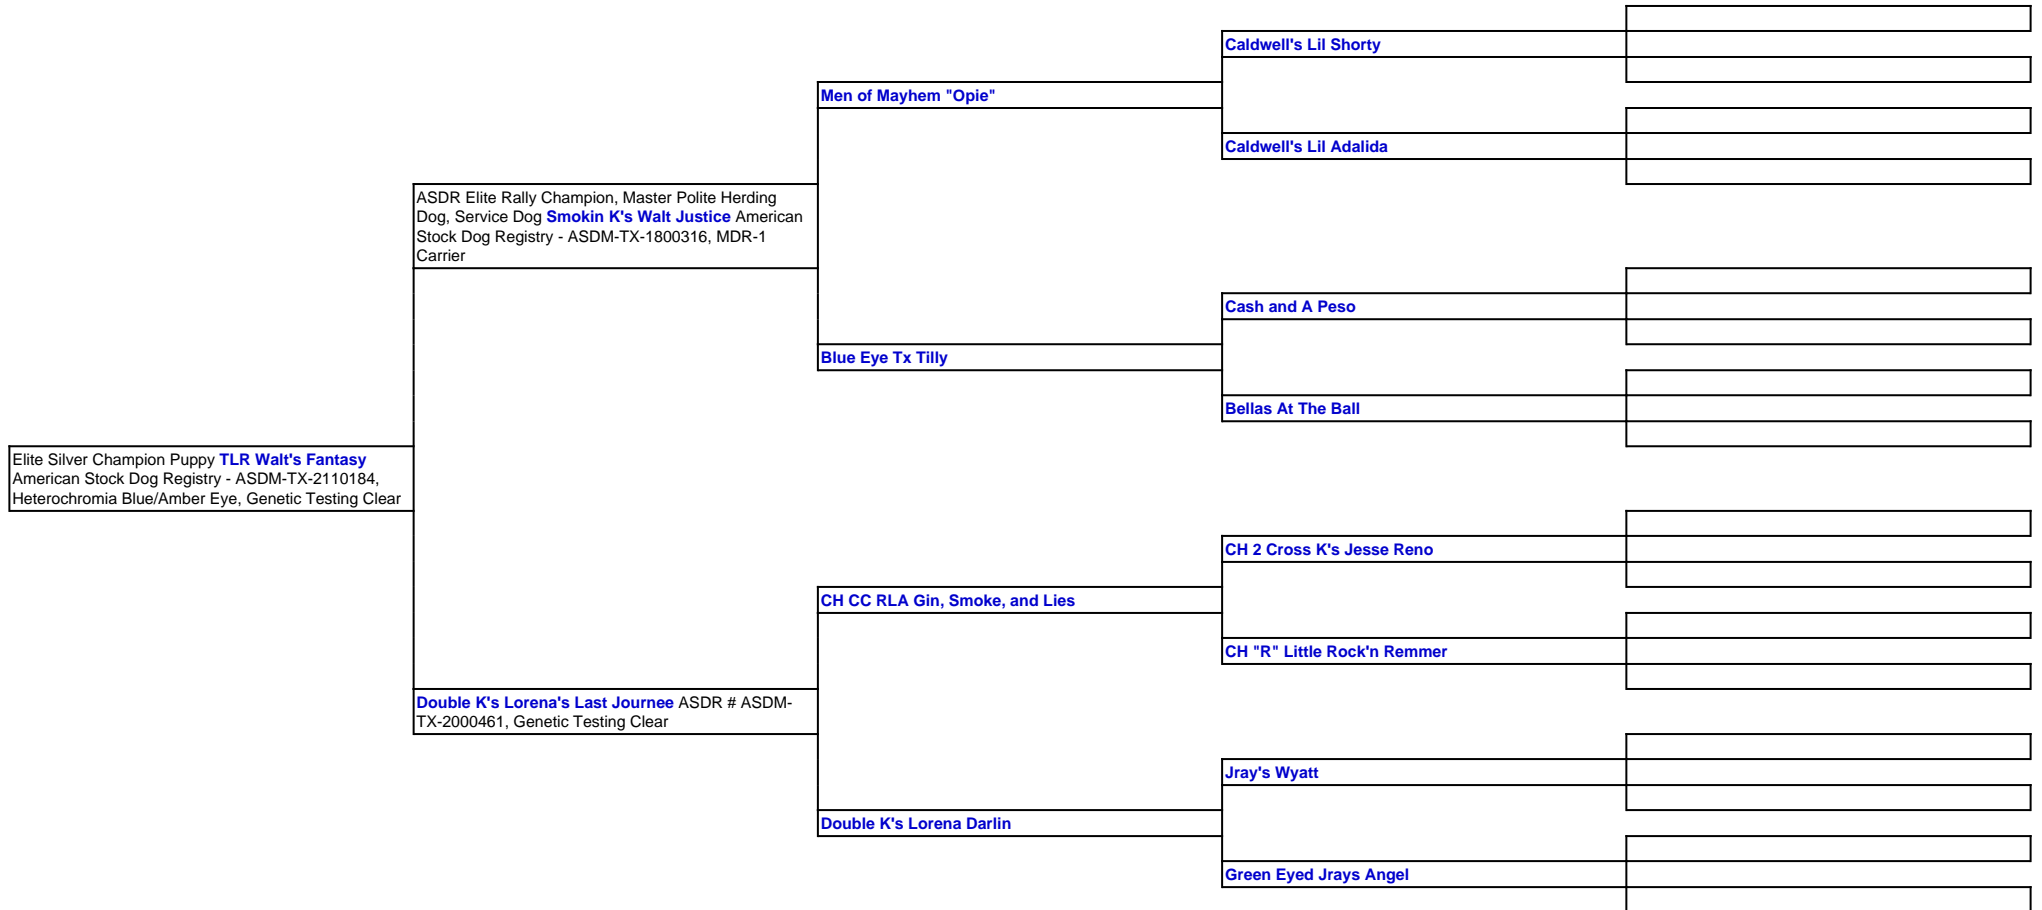 Caldwell's Lil Shorty
Men of Mayhem "Opie"
Caldwell's Lil Adalida
ASDR Elite Rally Champion, Master Polite Herding
Dog, Service Dog Smokin K's Walt Justice American
Stock Dog Registry - ASDM-TX-1800316, MDR-1
Carrier
Cash and A Peso
Blue Eye Tx Tilly
Bellas At The Ball
Elite Silver Champion Puppy TLR Walt's Fantasy
American Stock Dog Registry - ASDM-TX-2110184,
Heterochromia Blue/Amber Eye, Genetic Testing Clear
CH 2 Cross K's Jesse Reno
CH CC RLA Gin, Smoke, and Lies
CH "R" Little Rock'n Remmer
Double K's Lorena's Last Journee ASDR # ASDM-
TX-2000461, Genetic Testing Clear
Jray's Wyatt
Double K's Lorena Darlin
Green Eyed Jrays Angel